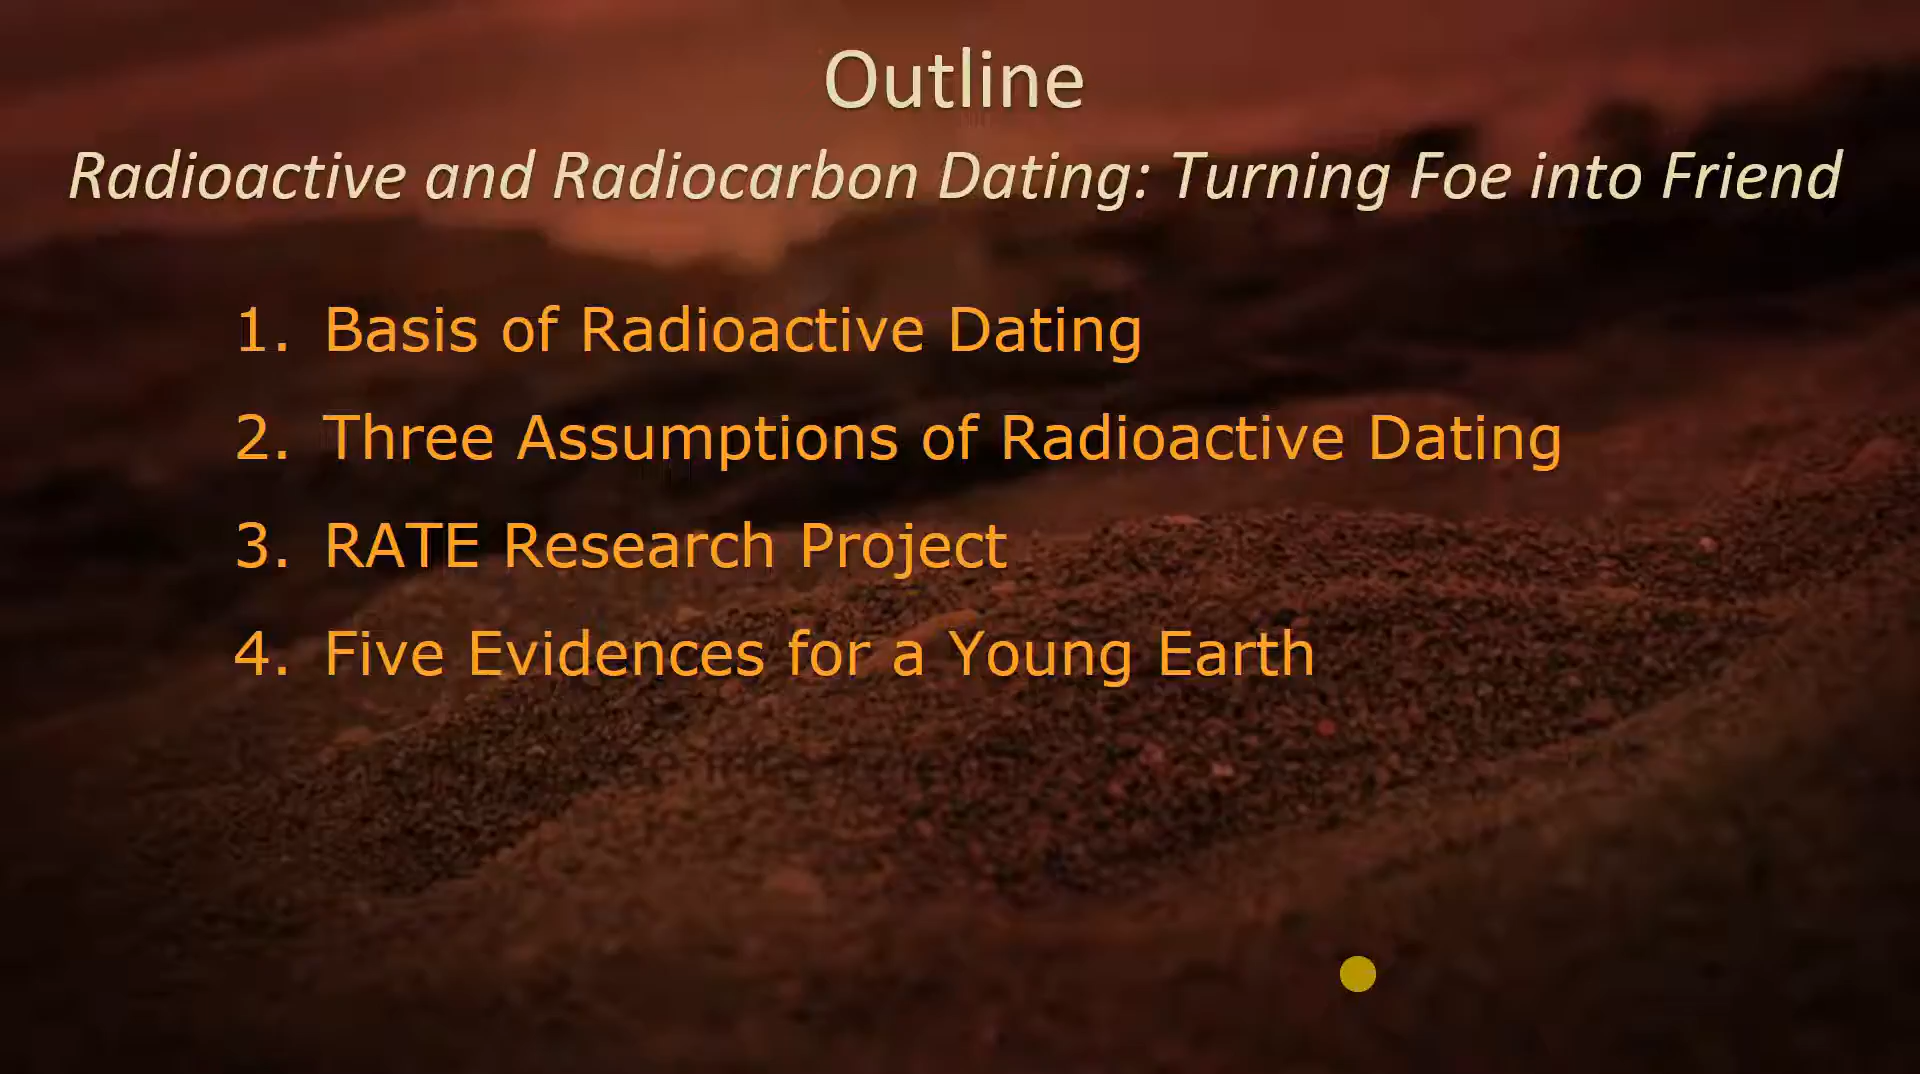 Outline
Radioactive and Radiocarbon Dating: Turning Foe into Friend
1. Basis of Radioactive Dating
2. Three Assumptions of Radioactive Dating
3. RATE Research Project
4. Five Evidences for a Young Earth